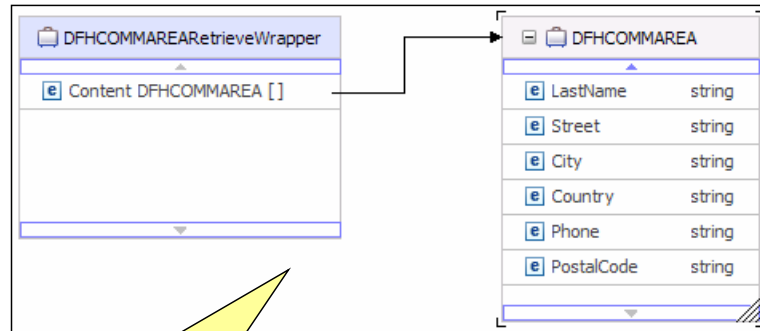 DFHCOMMAREARetrieveWrapper
e Content DFHCOMMAREA [ ]
DFHCOMMAREA
e LastName string
e Street string
e City string
e Country string
e Phone string
e PostalCode string